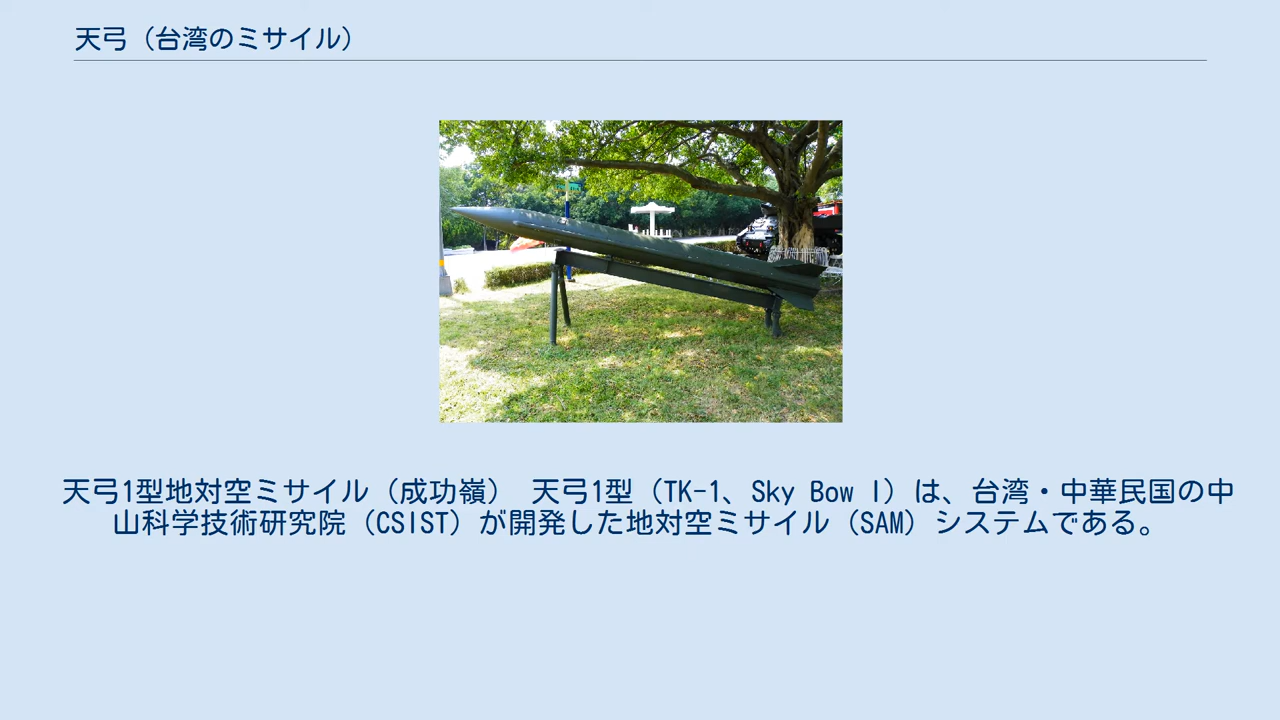 天弓（台湾のミサイル）
天弓1型地対空ミサイル（成功嶺）　天弓1型（TK-1、Sky Bow I）は、台湾・中華民国の中
山科学技術研究院（CSIST）が開発した地対空ミサイル（SAM）システムである。